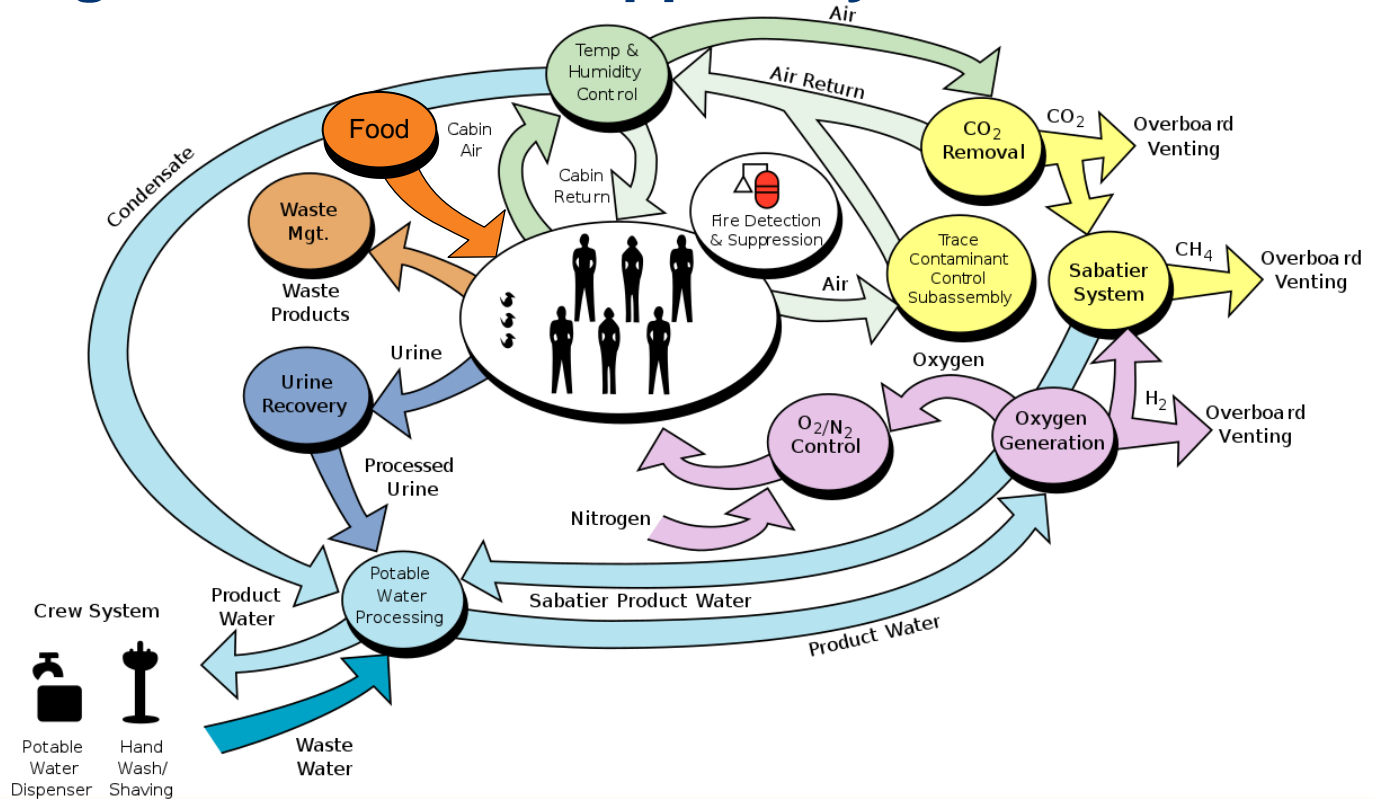 Air
Temp &
Humidity
Control
Air Return
CO2
Removal
CO2
Overboard
Venting
Food
Cabin
Air
Condensate
Cabin
Return
Waste
Mgt.
Fire Detection
& Suppression
Trace
Contaminant
Control
Subassembly
Sabatier
System
CH4
Overboard
Venting
Waste
Products
Air
Urine
Urine
Recovery
Oxygen
O2/N2
Control
Oxygen
Generation
H2
Overboard
Venting
Processed
Urine
Nitrogen
Potable
Water
Processing
Sabatier Product Water
Product Water
Product
Water
Crew System
Potable
Water
Dispenser
Hand
Wash/
Shaving
Waste
Water